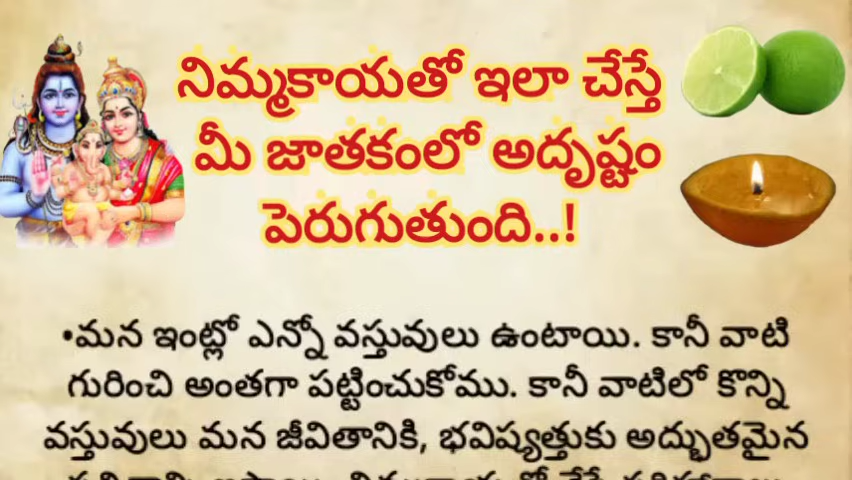 నిమ్మకాయతో ఇలా చేస్తే
మీ జాతకంలో అదృష్టం
పెరుగుతుంది..!
•మన ఇంట్లో ఎన్నో వస్తువులు ఉంటాయి. కానీ వాటి
గురించి అంతగా పట్టించుకోము. కానీ వాటిలో కొన్ని
వస్తువులు మన జీవితానికి, భవిష్యత్తుకు అద్భుతమైన